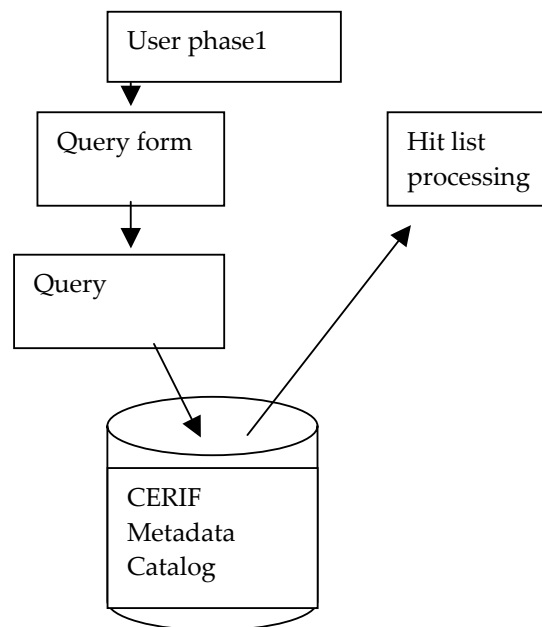 User phase1
Query form
Hit list
processing
Query
CERIF
Metadata
Catalog